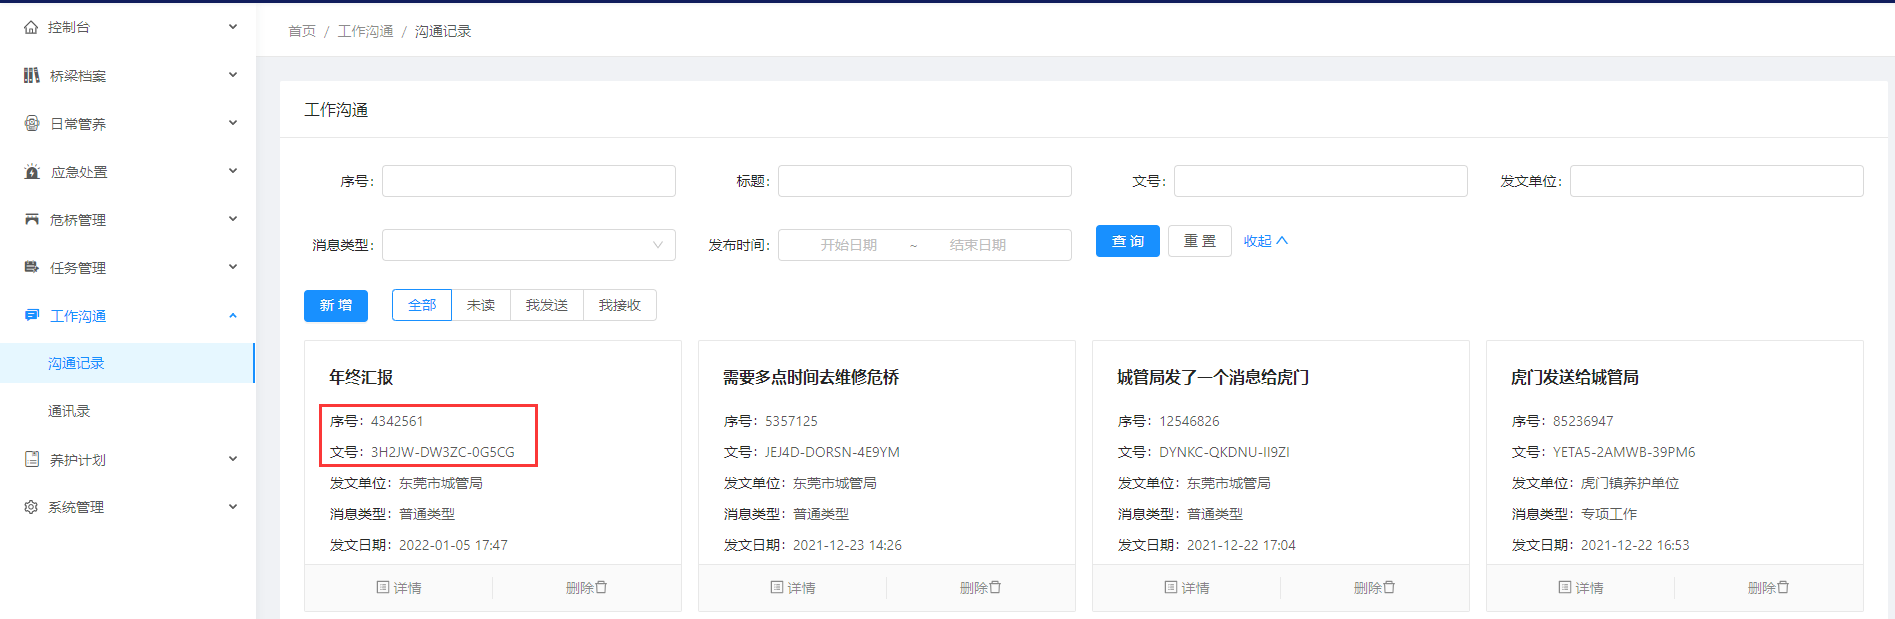 控制台
桥梁档案
日常管养
应急处置
危桥管理
任务管理
工作沟通
沟通记录
通讯录
养护计划
系统管理
首页 / 工作沟通 / 沟通记录
工作沟通
序号:
标题:
文号:
发文单位:
消息类型:
发布时间: 开始日期 ~ 结束日期
查询 重置 收起
新增 全部 未读 我发送 我接收
年终汇报
序号: 4342561
文号: 3H2JW-DW3ZC-0G5CG
发文单位: 东莞市城管局
消息类型: 普通类型
发文日期: 2022-01-05 17:47
详情 删除
需要多点时间去维修危桥
序号: 5357125
文号: JEJ4D-DORSN-4E9YM
发文单位: 东莞市城管局
消息类型: 普通类型
发文日期: 2021-12-23 14:26
详情 删除
城管局发了一个消息给虎门
序号: 12546826
文号: DYNKC-QKDNU-II9ZI
发文单位: 东莞市城管局
消息类型: 普通类型
发文日期: 2021-12-22 17:04
详情 删除
虎门发送给城管局
序号: 85236947
文号: YETA5-2AMWB-39PM6
发文单位: 虎门镇养护单位
消息类型: 专项工作
发文日期: 2021-12-22 16:53
详情 删除